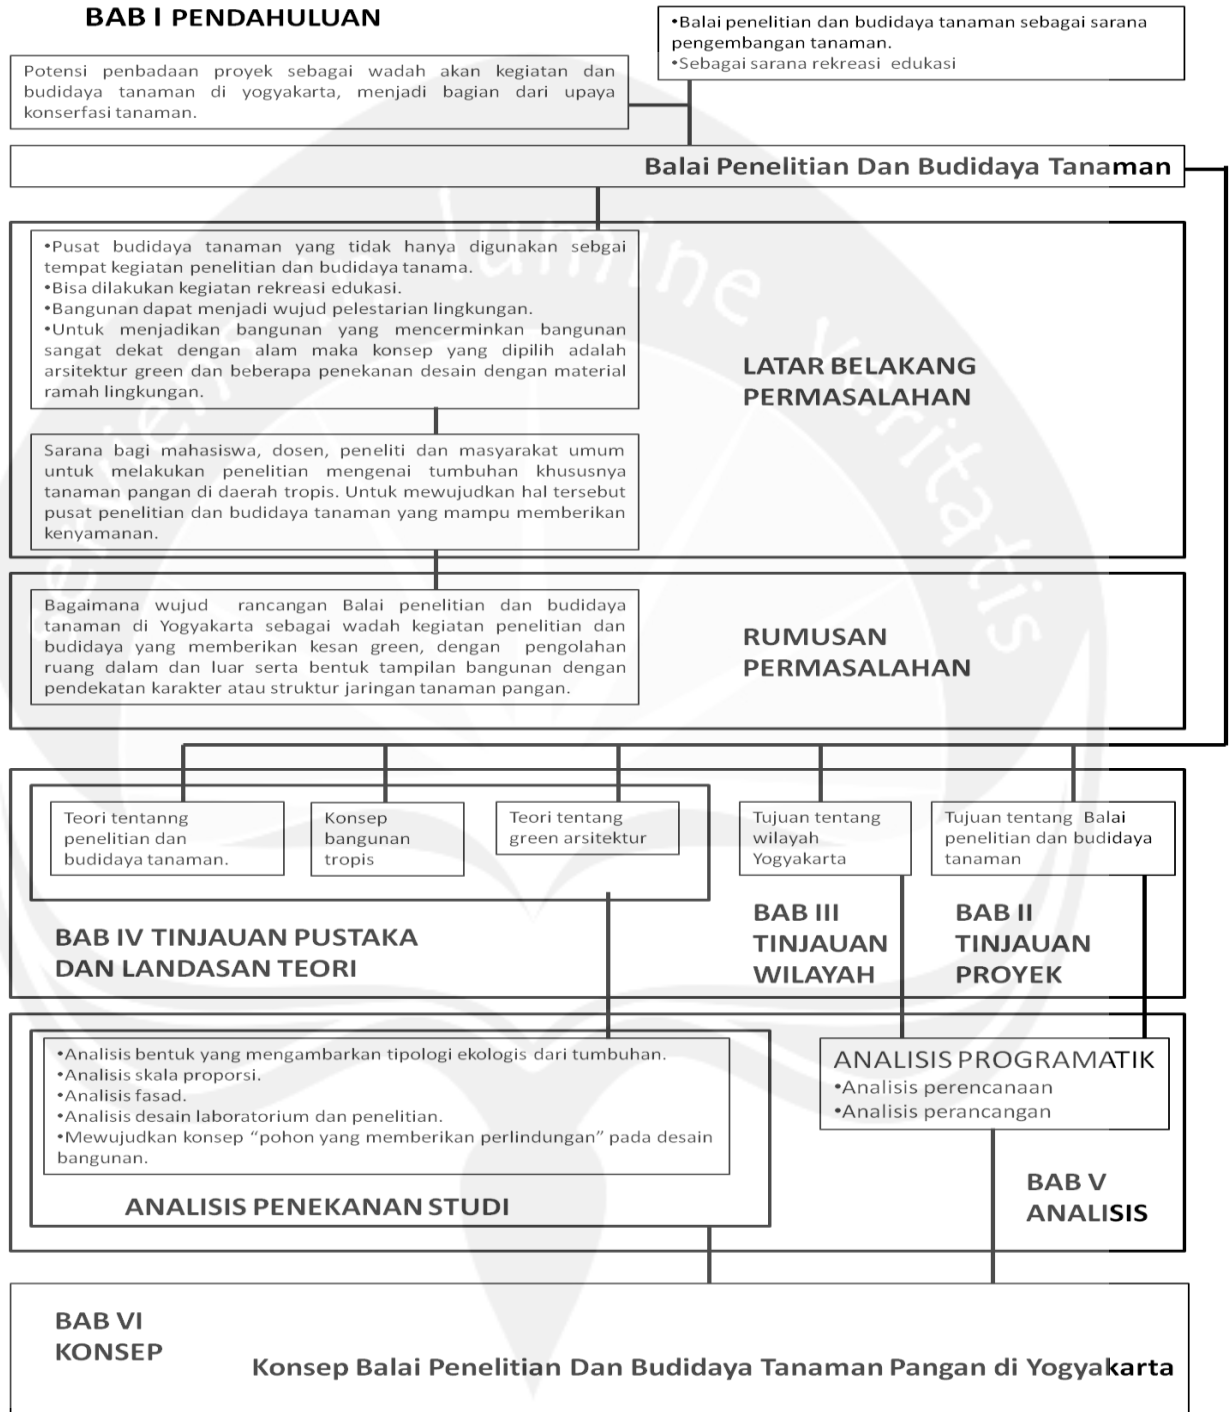 BAB I PENDAHULUAN
•Balai penelitian dan budidaya tanaman sebagai sarana
pengembangan tanaman.
•Sebagai sarana rekreasi edukasi
Potensi penbadaan proyek sebagai wadah akan kegiatan dan
budidaya tanaman di yogyakarta, menjadi bagian dari upaya
konserfasi tanaman.
Balai Penelitian Dan Budidaya Tanaman
•Pusat budidaya tanaman yang tidak hanya digunakan sebgai
tempat kegiatan penelitian dan budidaya tanama.
•Bisa dilakukan kegiatan rekreasi edukasi.
•Bangunan dapat menjadi wujud pelestarian lingkungan.
•Untuk menjadikan bangunan yang mencerminkan bangunan
sangat dekat dengan alam maka konsep yang dipilih adalah
arsitektur green dan beberapa penekanan desain dengan material
ramah lingkungan.
LATAR BELAKANG
PERMASALAHAN
Sarana bagi mahasiswa, dosen, peneliti dan masyarakat umum
untuk melakukan penelitian mengenai tumbuhan khususnya
tanaman pangan di daerah tropis. Untuk mewujudkan hal tersebut
pusat penelitian dan budidaya tanaman yang mampu memberikan
kenyamanan.
Bagaimana wujud rancangan Balai penelitian dan budidaya
tanaman di Yogyakarta sebagai wadah kegiatan penelitian dan
budidaya yang memberikan kesan green, dengan pengolahan
ruang dalam dan luar serta bentuk tampilan bangunan dengan
pendekatan karakter atau struktur jaringan tanaman pangan.
RUMUSAN
PERMASALAHAN
Teori tentanng
penelitian dan
budidaya tanaman.
Konsep
bangunan
tropis
Teori tentang
green arsitektur
Tujuan tentang
wilayah
Yogyakarta
Tujuan tentang Balai
penelitian dan budidaya
tanaman
BAB IV TINJAUAN PUSTAKA
DAN LANDASAN TEORI
BAB III
TINJAUAN
WILAYAH
BAB II
TINJAUAN
PROYEK
•Analisis bentuk yang mengambarkan tipologi ekologis dari tumbuhan.
•Analisis skala proporsi.
•Analisis fasad.
•Analisis desain laboratorium dan penelitian.
•Mewujudkan konsep “pohon yang memberikan perlindungan” pada desain
bangunan.
ANALISIS PENEKANAN STUDI
ANALISIS PROGRAMATIK
•Analisis perencanaan
•Analisis perancangan
BAB V
ANALISIS
BAB VI
KONSEP
Konsep Balai Penelitian Dan Budidaya Tanaman Pangan di Yogyakarta
serviens in lumine veritatis